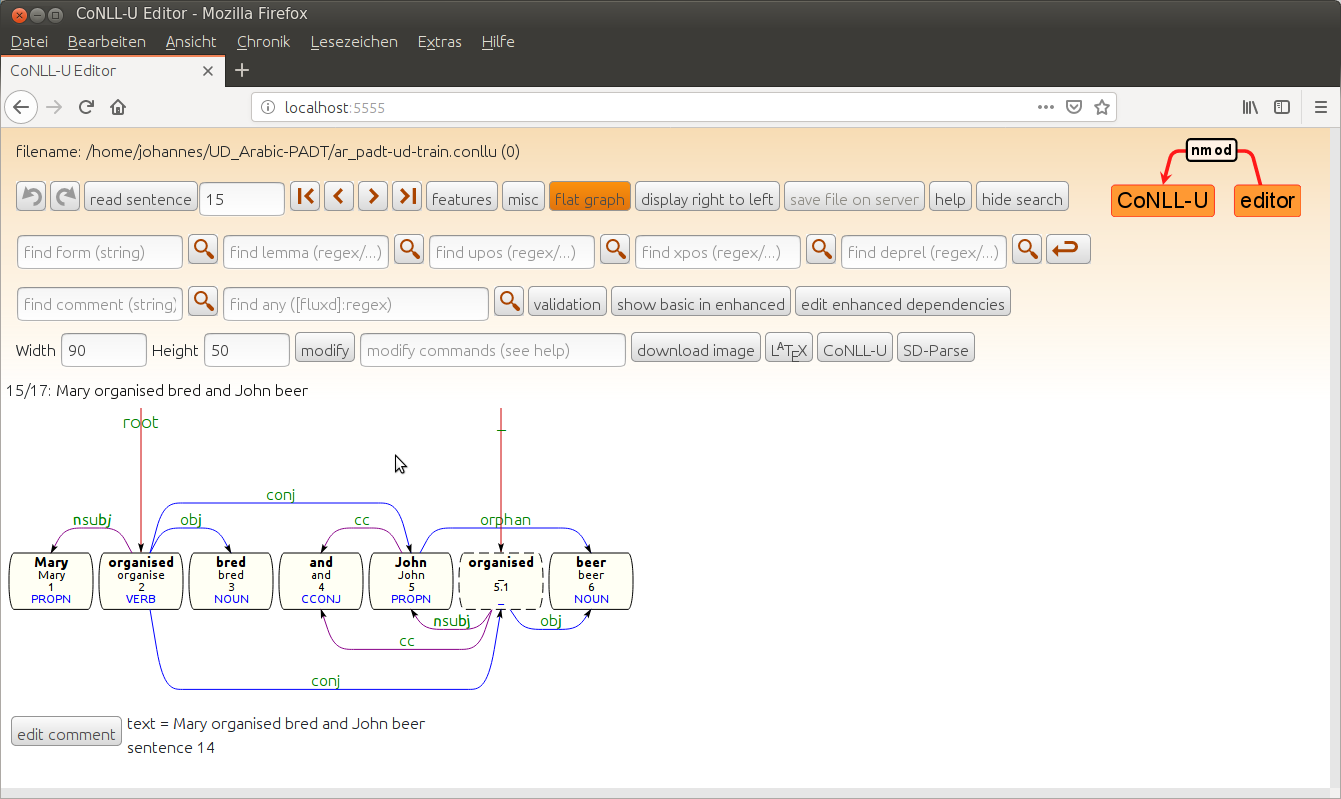 CoNLL-U Editor - Mozilla Firefox
Datei Bearbeiten Ansicht Chronik Lesezeichen Extras Hilfe
CoNLL-U Editor
localhost:5555
filename: /home/johannes/UD_Arabic-PADT/ar_padt-ud-train.conllu (0)
nmod
CoNLL-U editor
read sentence 15 features misc flat graph display right to left save file on server help hide search
find form (string) find lemma (regex/...) find upos (regex/...) find xpos (regex/...) find deprel (regex/...)
find comment (string) find any ([fluxd]:regex) validation show basic in enhanced edit enhanced dependencies
Width 90 Height 50 modify modify commands (see help) download image LATEX CoNLL-U SD-Parse
15/17: Mary organised bred and John beer
root _
conj
nsubj obj cc orphan
Mary organised bred and John organised beer
Mary organise bred and John _ beer
1 2 3 4 5 5.1 6
PROPN VERB NOUN CCONJ PROPN _ NOUN
nsubj obj
cc
conj
edit comment
text = Mary organised bred and John beer
sentence 14